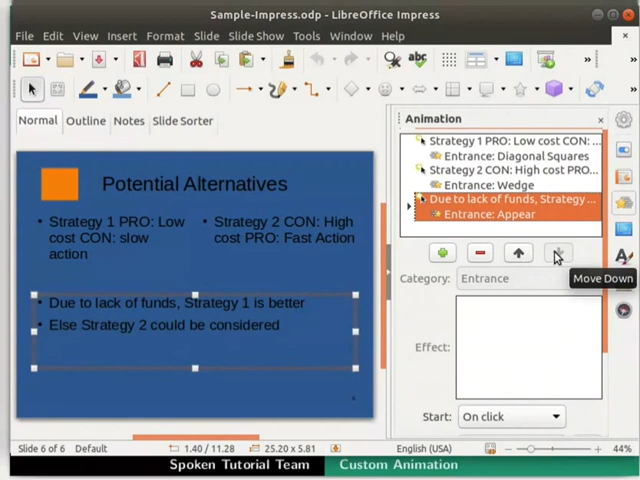 Sample-Impress.odp - LibreOffice Impress
File Edit View Insert Format Slide Slide Show Tools Window Help
Normal Outline Notes Slide Sorter
Potential Alternatives
• Strategy 1 PRO: Low
cost CON: slow
action
• Strategy 2 CON: High
cost PRO: Fast Action
• Due to lack of funds, Strategy 1 is better
• Else Strategy 2 could be considered
Animation
Strategy 1 PRO: Low cost CON: ...
Entrance: Diagonal Squares
Strategy 2 CON: High cost PRO...
Entrance: Wedge
Due to lack of funds, Strategy ...
Entrance: Appear
Category: Entrance
Move Down
Effect:
Start: On click
Slide 6 of 6 Default 1.40 / 11.28 25.20 x 5.81 English (USA) 44%
Spoken Tutorial Team Custom Animation